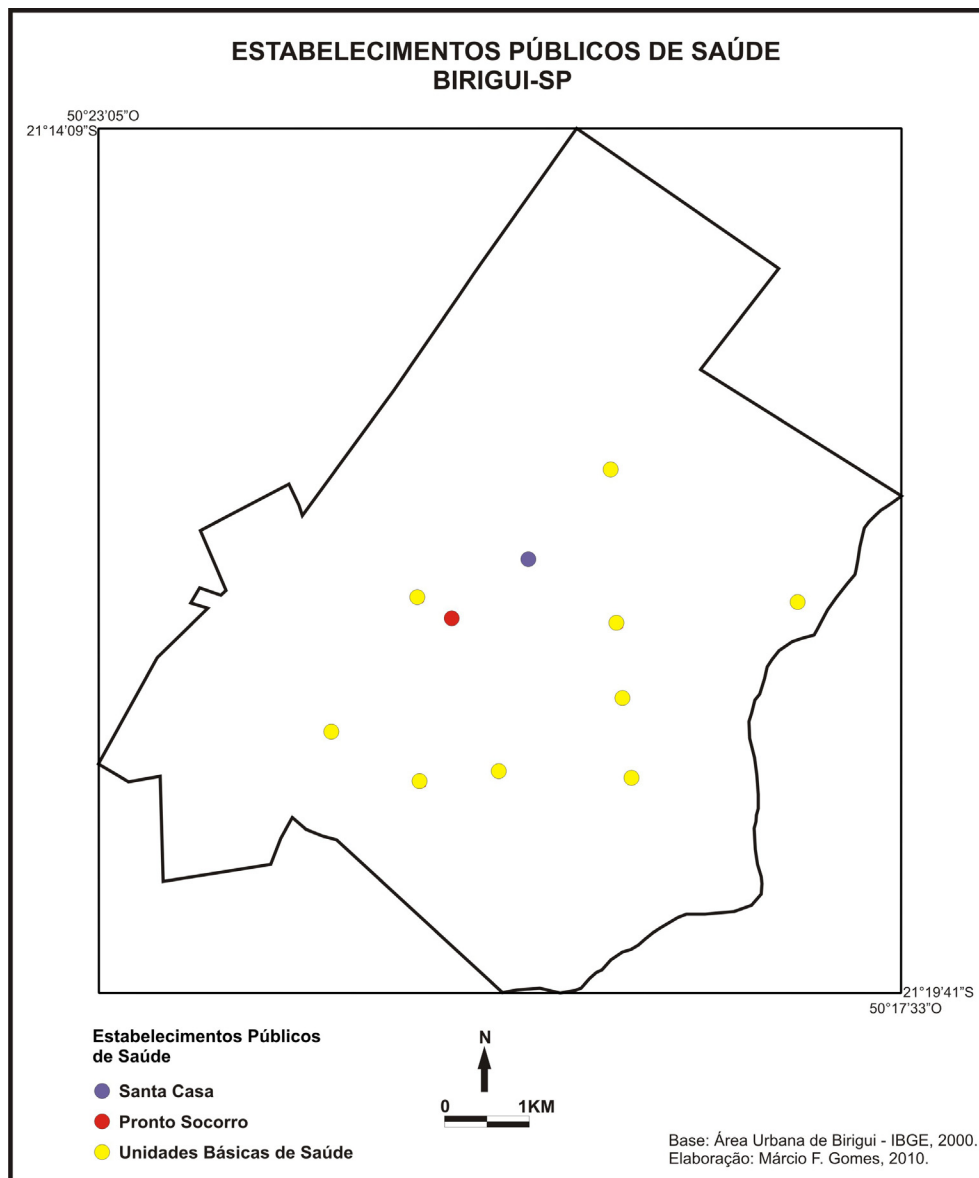 ESTABELECIMENTOS PÚBLICOS DE SAÚDE
BIRIGUI-SP
50°23’05”O
21°14’09”S
21°19’41”S
50°17’33”O
Estabelecimentos Públicos
de Saúde
Santa Casa
Pronto Socorro
Unidades Básicas de Saúde
N
0 1KM
Base: Área Urbana de Birigui - IBGE, 2000.
Elaboração: Márcio F. Gomes, 2010.